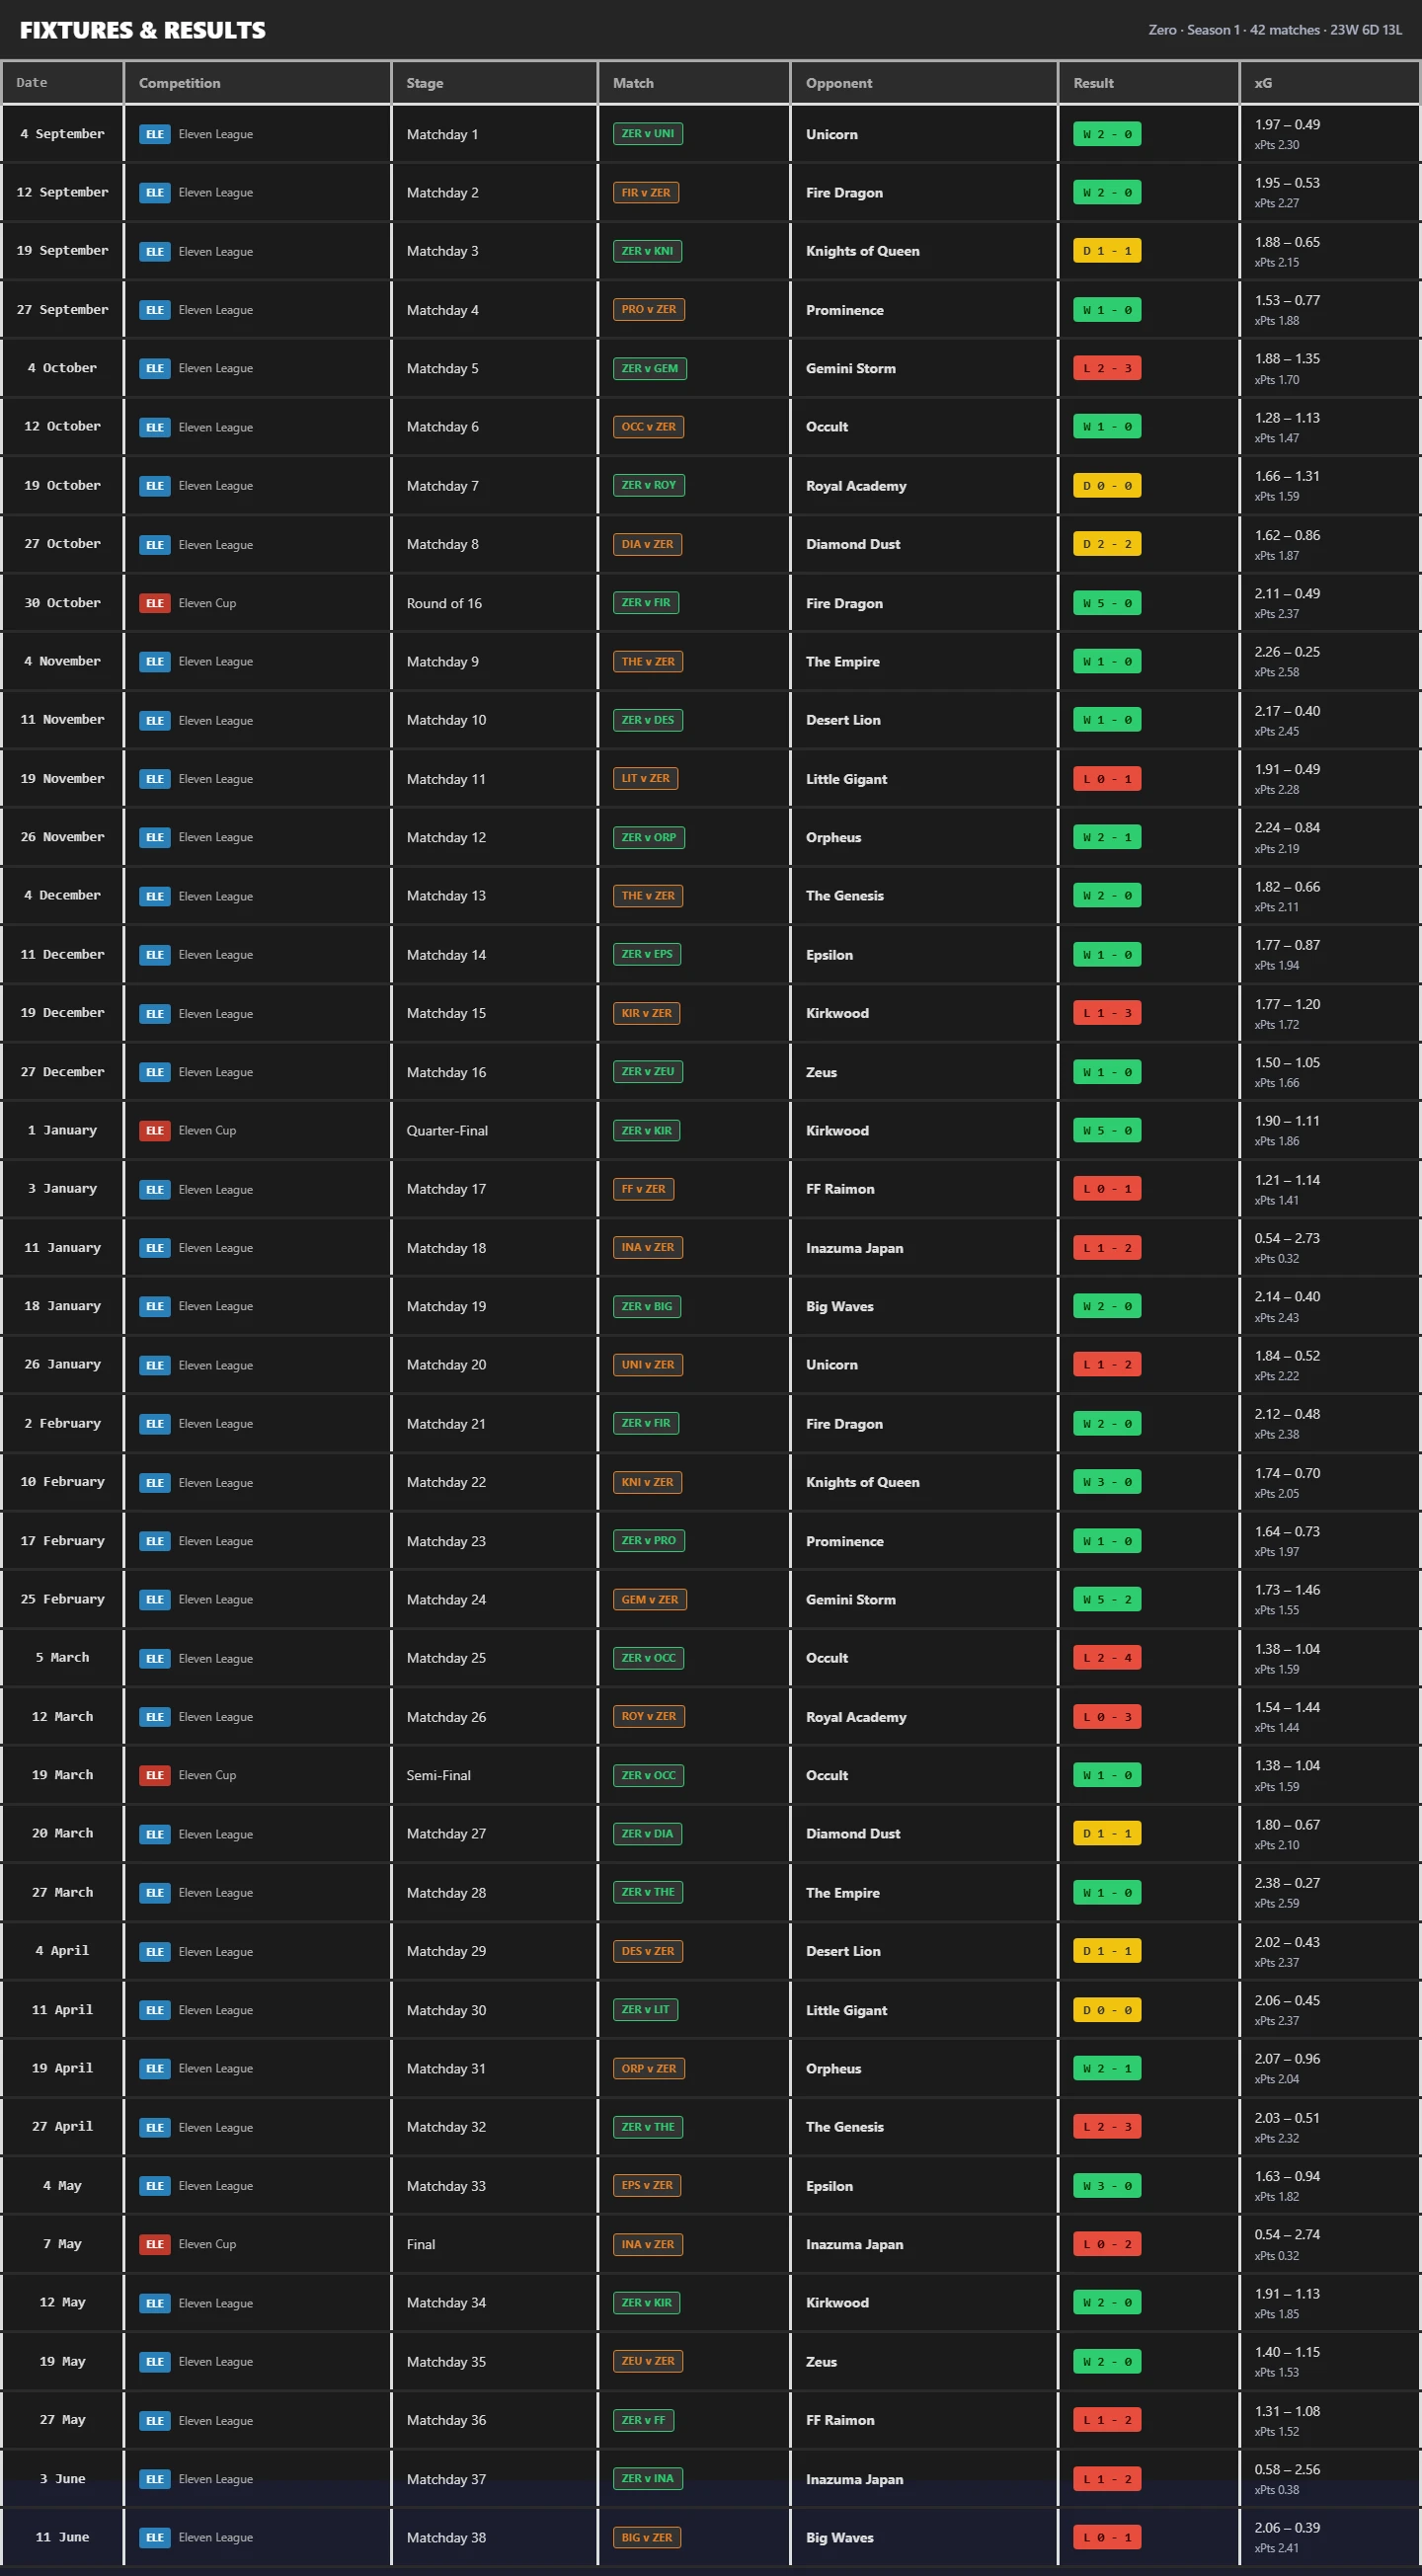 FIXTURES & RESULTS
Zero · Season 1 · 42 matches · 23W 6D 13L
Date Competition Stage Match Opponent Result xG
4 September ELE Eleven League Matchday 1 ZER v UNI Unicorn W 2 - 0 1.97 – 0.49
xPts 2.30
12 September ELE Eleven League Matchday 2 FIR v ZER Fire Dragon W 2 - 0 1.95 – 0.53
xPts 2.27
19 September ELE Eleven League Matchday 3 ZER v KNI Knights of Queen D 1 - 1 1.88 – 0.65
xPts 2.15
27 September ELE Eleven League Matchday 4 PRO v ZER Prominence W 1 - 0 1.53 – 0.77
xPts 1.88
4 October ELE Eleven League Matchday 5 ZER v GEM Gemini Storm L 2 - 3 1.88 – 1.35
xPts 1.70
12 October ELE Eleven League Matchday 6 OCC v ZER Occult W 1 - 0 1.28 – 1.13
xPts 1.47
19 October ELE Eleven League Matchday 7 ZER v ROY Royal Academy D 0 - 0 1.66 – 1.31
xPts 1.59
27 October ELE Eleven League Matchday 8 DIA v ZER Diamond Dust D 2 - 2 1.62 – 0.86
xPts 1.87
30 October ELE Eleven Cup Round of 16 ZER v FIR Fire Dragon W 5 - 0 2.11 – 0.49
xPts 2.37
4 November ELE Eleven League Matchday 9 THE v ZER The Empire W 1 - 0 2.26 – 0.25
xPts 2.58
11 November ELE Eleven League Matchday 10 ZER v DES Desert Lion W 1 - 0 2.17 – 0.40
xPts 2.45
19 November ELE Eleven League Matchday 11 LIT v ZER Little Gigant L 0 - 1 1.91 – 0.49
xPts 2.28
26 November ELE Eleven League Matchday 12 ZER v ORP Orpheus W 2 - 1 2.24 – 0.84
xPts 2.19
4 December ELE Eleven League Matchday 13 THE v ZER The Genesis W 2 - 0 1.82 – 0.66
xPts 2.11
11 December ELE Eleven League Matchday 14 ZER v EPS Epsilon W 1 - 0 1.77 – 0.87
xPts 1.94
19 December ELE Eleven League Matchday 15 KIR v ZER Kirkwood L 1 - 3 1.77 – 1.20
xPts 1.72
27 December ELE Eleven League Matchday 16 ZER v ZEU Zeus W 1 - 0 1.50 – 1.05
xPts 1.66
1 January ELE Eleven Cup Quarter-Final ZER v KIR Kirkwood W 5 - 0 1.90 – 1.11
xPts 1.86
3 January ELE Eleven League Matchday 17 FF v ZER FF Raimon L 0 - 1 1.21 – 1.14
xPts 1.41
11 January ELE Eleven League Matchday 18 INA v ZER Inazuma Japan L 1 - 2 0.54 – 2.73
xPts 0.32
18 January ELE Eleven League Matchday 19 ZER v BIG Big Waves W 2 - 0 2.14 – 0.40
xPts 2.43
26 January ELE Eleven League Matchday 20 UNI v ZER Unicorn L 1 - 2 1.84 – 0.52
xPts 2.22
2 February ELE Eleven League Matchday 21 ZER v FIR Fire Dragon W 2 - 0 2.12 – 0.48
xPts 2.38
10 February ELE Eleven League Matchday 22 KNI v ZER Knights of Queen W 3 - 0 1.74 – 0.70
xPts 2.05
17 February ELE Eleven League Matchday 23 ZER v PRO Prominence W 1 - 0 1.64 – 0.73
xPts 1.97
25 February ELE Eleven League Matchday 24 GEM v ZER Gemini Storm W 5 - 2 1.73 – 1.46
xPts 1.55
5 March ELE Eleven League Matchday 25 ZER v OCC Occult L 2 - 4 1.38 – 1.04
xPts 1.59
12 March ELE Eleven League Matchday 26 ROY v ZER Royal Academy L 0 - 3 1.54 – 1.44
xPts 1.44
19 March ELE Eleven Cup Semi-Final ZER v OCC Occult W 1 - 0 1.38 – 1.04
xPts 1.59
20 March ELE Eleven League Matchday 27 ZER v DIA Diamond Dust D 1 - 1 1.80 – 0.67
xPts 2.10
27 March ELE Eleven League Matchday 28 ZER v THE The Empire W 1 - 0 2.38 – 0.27
xPts 2.59
4 April ELE Eleven League Matchday 29 DES v ZER Desert Lion D 1 - 1 2.02 – 0.43
xPts 2.37
11 April ELE Eleven League Matchday 30 ZER v LIT Little Gigant D 0 - 0 2.06 – 0.45
xPts 2.37
19 April ELE Eleven League Matchday 31 ORP v ZER Orpheus W 2 - 1 2.07 – 0.96
xPts 2.04
27 April ELE Eleven League Matchday 32 ZER v THE The Genesis L 2 - 3 2.03 – 0.51
xPts 2.32
4 May ELE Eleven League Matchday 33 EPS v ZER Epsilon W 3 - 0 1.63 – 0.94
xPts 1.82
7 May ELE Eleven Cup Final INA v ZER Inazuma Japan L 0 - 2 0.54 – 2.74
xPts 0.32
12 May ELE Eleven League Matchday 34 ZER v KIR Kirkwood W 2 - 0 1.91 – 1.13
xPts 1.85
19 May ELE Eleven League Matchday 35 ZEU v ZER Zeus W 2 - 0 1.40 – 1.15
xPts 1.53
27 May ELE Eleven League Matchday 36 ZER v FF FF Raimon L 1 - 2 1.31 – 1.08
xPts 1.52
3 June ELE Eleven League Matchday 37 ZER v INA Inazuma Japan L 1 - 2 0.58 – 2.56
xPts 0.38
11 June ELE Eleven League Matchday 38 BIG v ZER Big Waves L 0 - 1 2.06 – 0.39
xPts 2.41